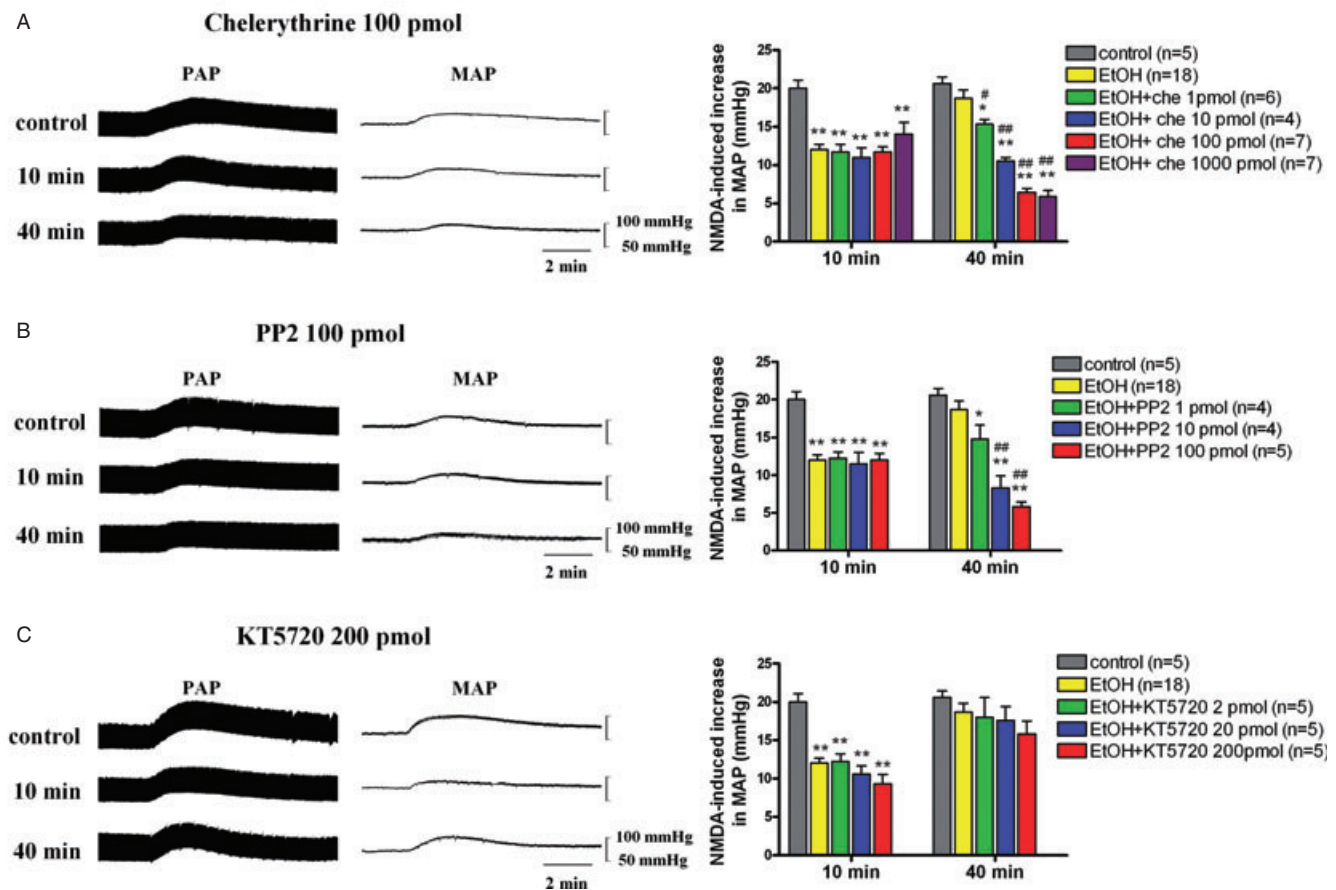 A
Chelerythrine 100 pmol
PAP
MAP
control
10 min
40 min
100 mmHg
50 mmHg
2 min
NMDA-induced increase
in MAP (mmHg)
25
20
15
10
5
0
** ** ** ** **
# * ## ** ## ** ## **
10 min
40 min
control (n=5)
EtOH (n=18)
EtOH+che 1pmol (n=6)
EtOH+ che 10 pmol (n=4)
EtOH+ che 100 pmol (n=7)
EtOH+ che 1000 pmol (n=7)
B
PP2 100 pmol
PAP
MAP
control
10 min
40 min
100 mmHg
50 mmHg
2 min
NMDA-induced increase
in MAP (mmHg)
25
20
15
10
5
0
** ** ** **
* ## ** ## **
10 min
40 min
control (n=5)
EtOH (n=18)
EtOH+PP2 1 pmol (n=4)
EtOH+PP2 10 pmol (n=4)
EtOH+PP2 100 pmol (n=5)
C
KT5720 200 pmol
PAP
MAP
control
10 min
40 min
100 mmHg
50 mmHg
2 min
NMDA-induced increase
in MAP (mmHg)
25
20
15
10
5
0
** ** ** **
10 min
40 min
control (n=5)
EtOH (n=18)
EtOH+KT5720 2 pmol (n=5)
EtOH+KT5720 20 pmol (n=5)
EtOH+KT5720 200pmol (n=5)